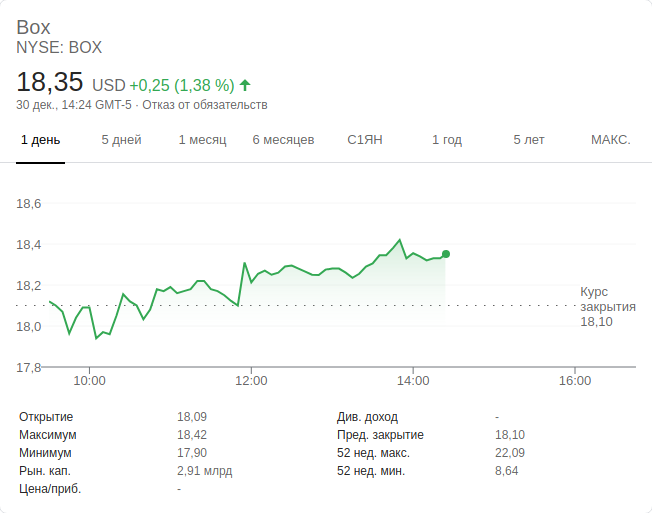 Box
NYSE: BOX
18,35 USD +0,25 (1,38 %)
30 дек., 14:24 GMT-5 · Отказ от обязательств
1 день 5 дней 1 месяц 6 месяцев С1ЯН 1 год 5 лет МАКС.
18,6
18,4
18,2
18,0
17,8
Курс
закрытия
18,10
10:00 12:00 14:00 16:00
Открытие 18,09 Див. доход -
Максимум 18,42 Пред. закрытие 18,10
Минимум 17,90 52 нед. макс. 22,09
Рын. кап. 2,91 млрд 52 нед. мин. 8,64
Цена/приб. -